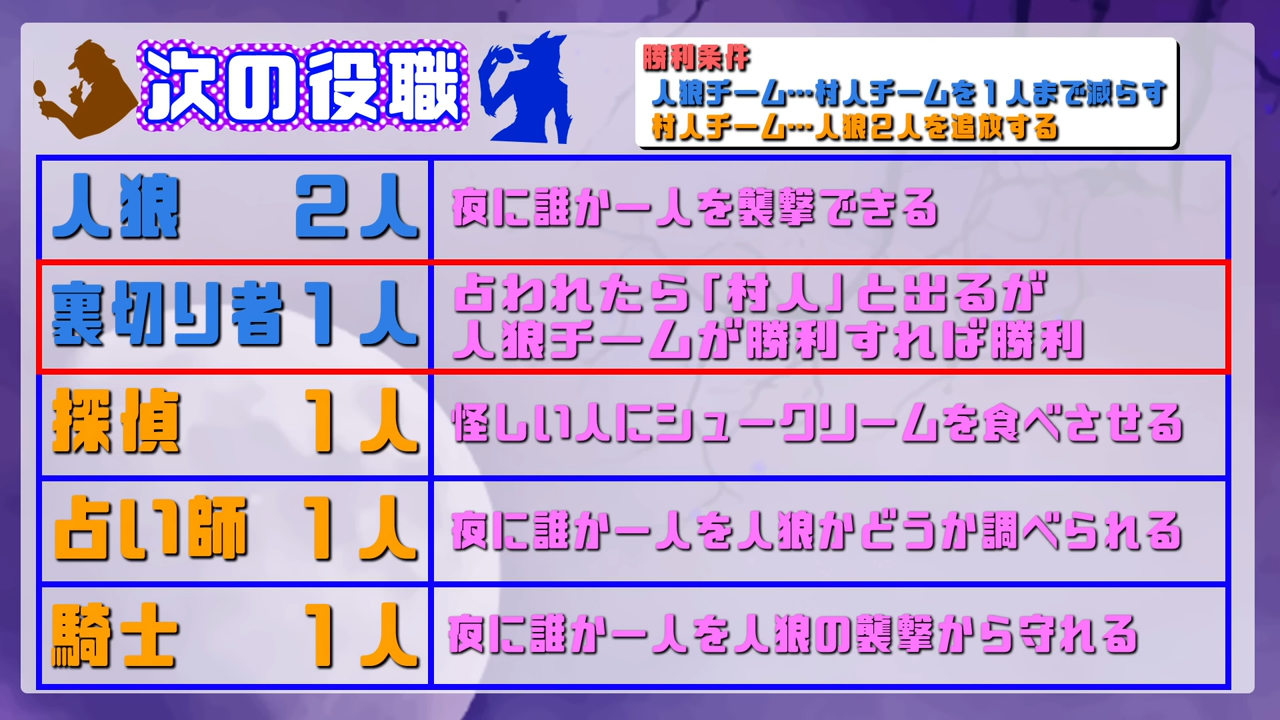 次の役職
勝利条件
人狼チーム…村人チームを1人まで減らす
村人チーム…人狼2人を追放する
人狼 2人
夜に誰か一人を襲撃できる
裏切り者 1人
占われたら「村人」と出るが
人狼チームが勝利すれば勝利
探偵 1人
怪しい人にシュークリームを食べさせる
占い師 1人
夜に誰か一人を人狼かどうか調べられる
騎士 1人
夜に誰か一人を人狼の襲撃から守れる